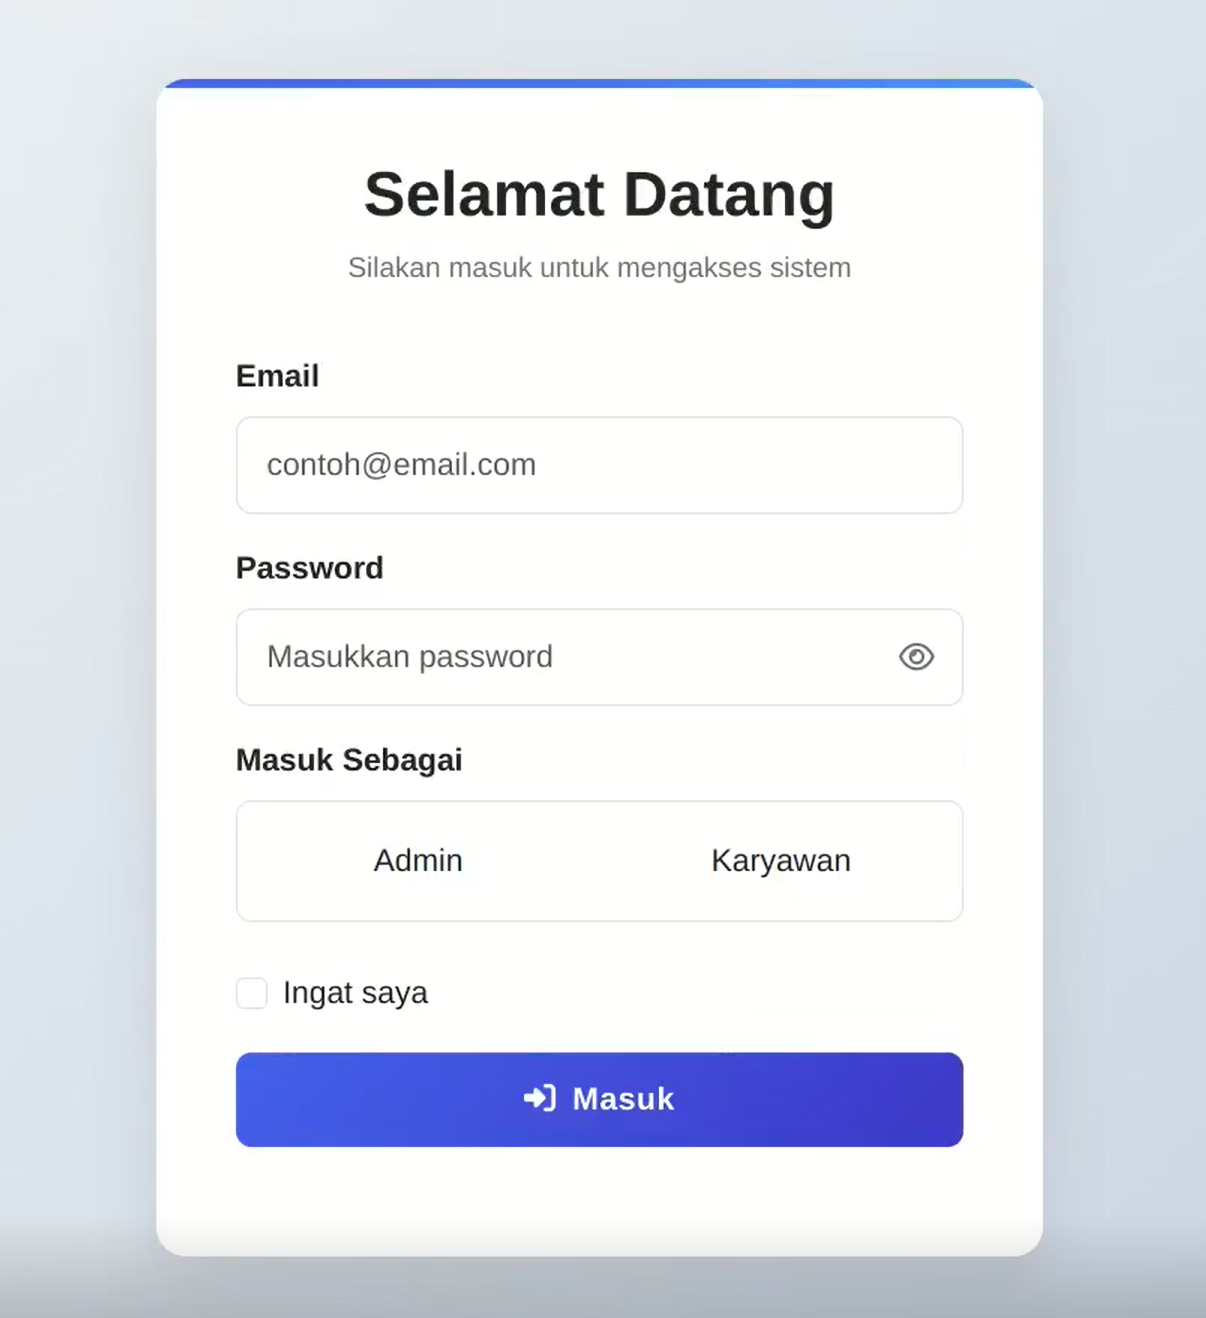 Selamat Datang
Silakan masuk untuk mengakses sistem
Email
contoh@email.com
Password
Masukkan password
Masuk Sebagai
Admin Karyawan
Ingat saya
Masuk